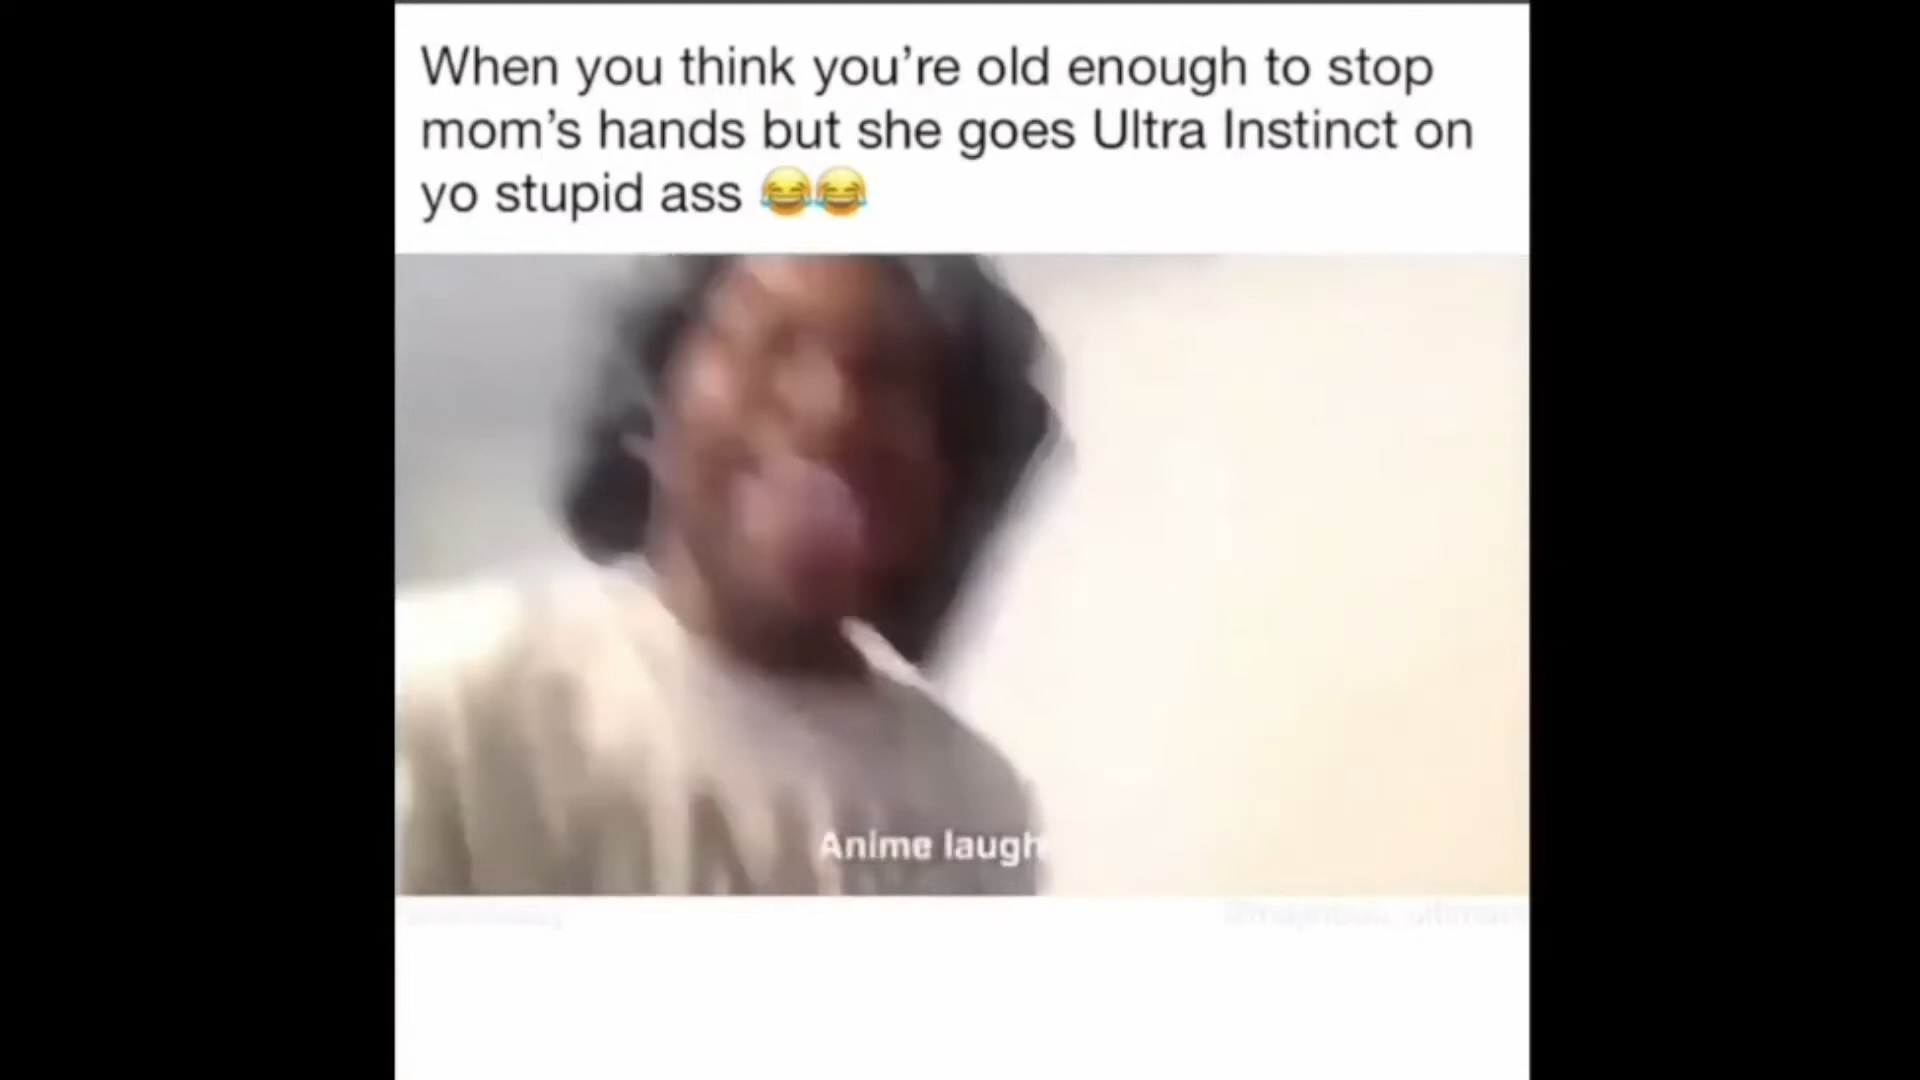 When you think you’re old enough to stop
mom’s hands but she goes Ultra Instinct on
yo stupid ass 😂😂
Anime laugh